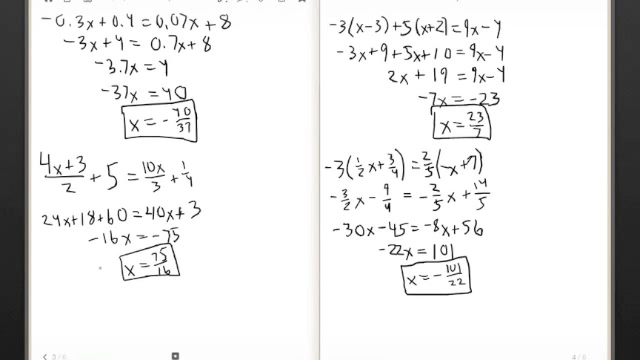 -0.3x+0.4=0.07x+8
-3x+4=0.7x+8
-3.7x=4
-37x=40
x=-40/37
4x+3/2+5=10x/3+1/4
24x+18+60=40x+3
-16x=-75
x=75/16
3/6
-3(x-3)+5(x+2)=9x-4
-3x+9+5x+10=9x-4
2x+19=9x-4
-7x=-23
x=23/7
-3(1/2x+3/4)=2/5(-x+7)
-3/2x-9/4=-2/5x+14/5
-30x-45=-8x+56
-22x=101
x=-101/22
4/6